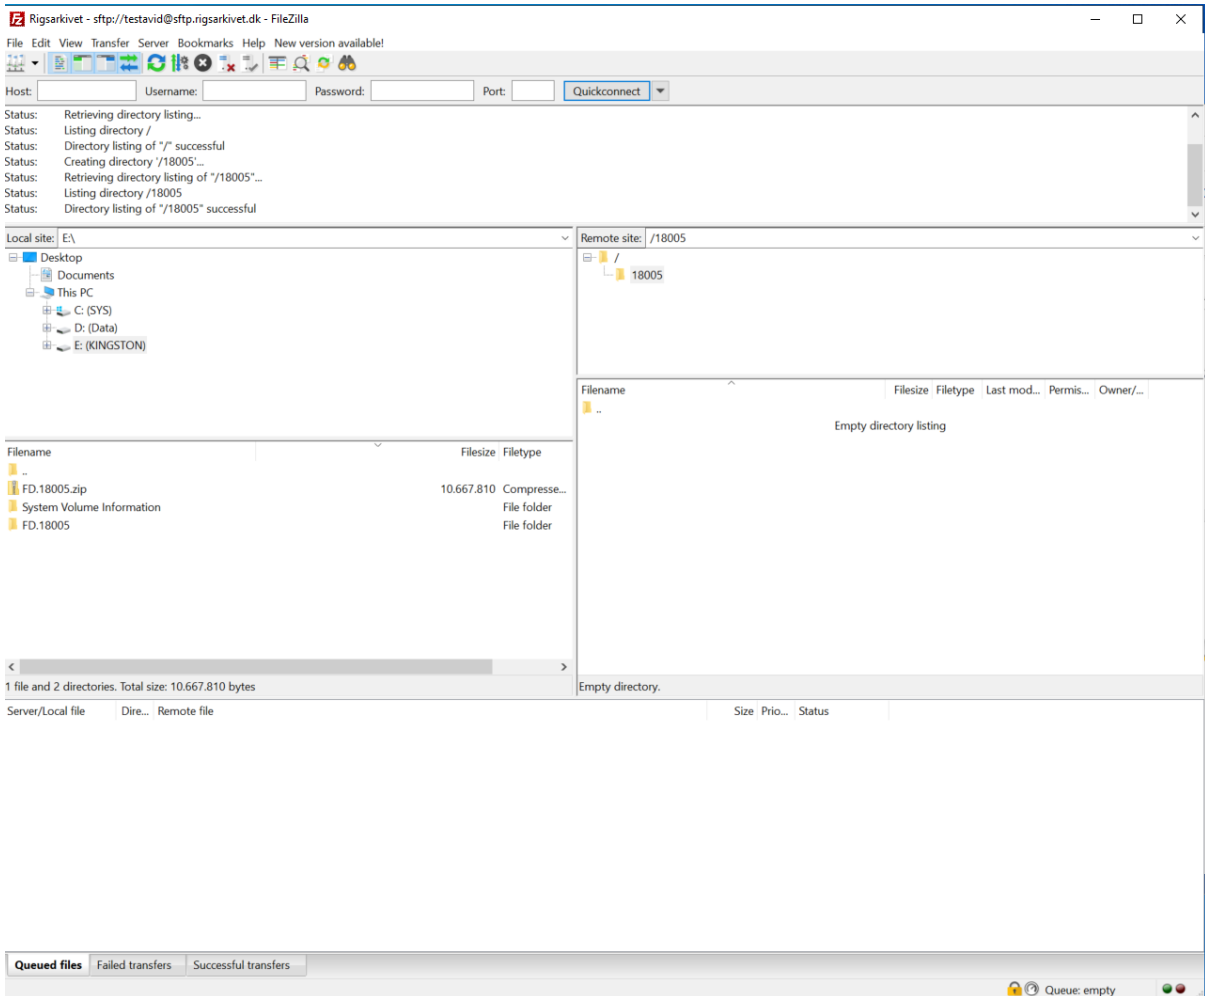 Rigsarkivet - sftp://testavid@sftp.rigsarkivet.dk - FileZilla
File Edit View Transfer Server Bookmarks Help New version available!
Host: Username: Password: Port: Quickconnect
Status: Retrieving directory listing...
Status: Listing directory /
Status: Directory listing of "/" successful
Status: Creating directory '/18005'...
Status: Retrieving directory listing of "/18005"...
Status: Listing directory /18005
Status: Directory listing of "/18005" successful
Local site: E:\
Desktop
Documents
This PC
C: (SYS)
D: (Data)
E: (KINGSTON)
Filename Filesize Filetype
..
FD.18005.zip 10.667.810 Compresse...
System Volume Information File folder
FD.18005 File folder
1 file and 2 directories. Total size: 10.667.810 bytes
Remote site: /18005
/
18005
Filename Filesize Filetype Last mod... Permis... Owner/...
..
Empty directory listing
Empty directory.
Server/Local file Dire... Remote file Size Prio... Status
Queued files Failed transfers Successful transfers
Queue: empty